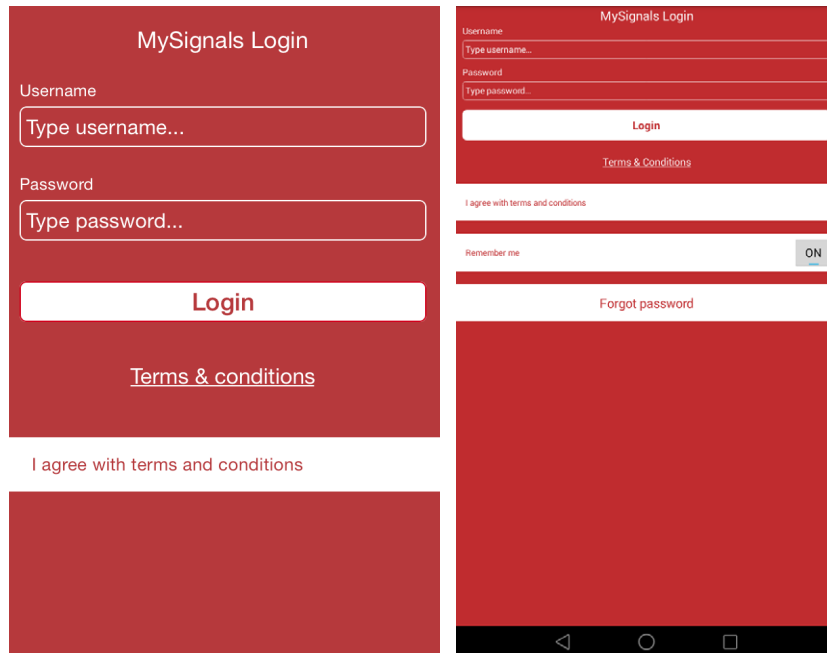 MySignals Login
Username
Type username...
Password
Type password...
Login
Terms & conditions
I agree with terms and conditions
MySignals Login
Username
Type username...
Password
Type password...
Login
Terms & Conditions
I agree with terms and conditions
Remember me
ON
Forgot password